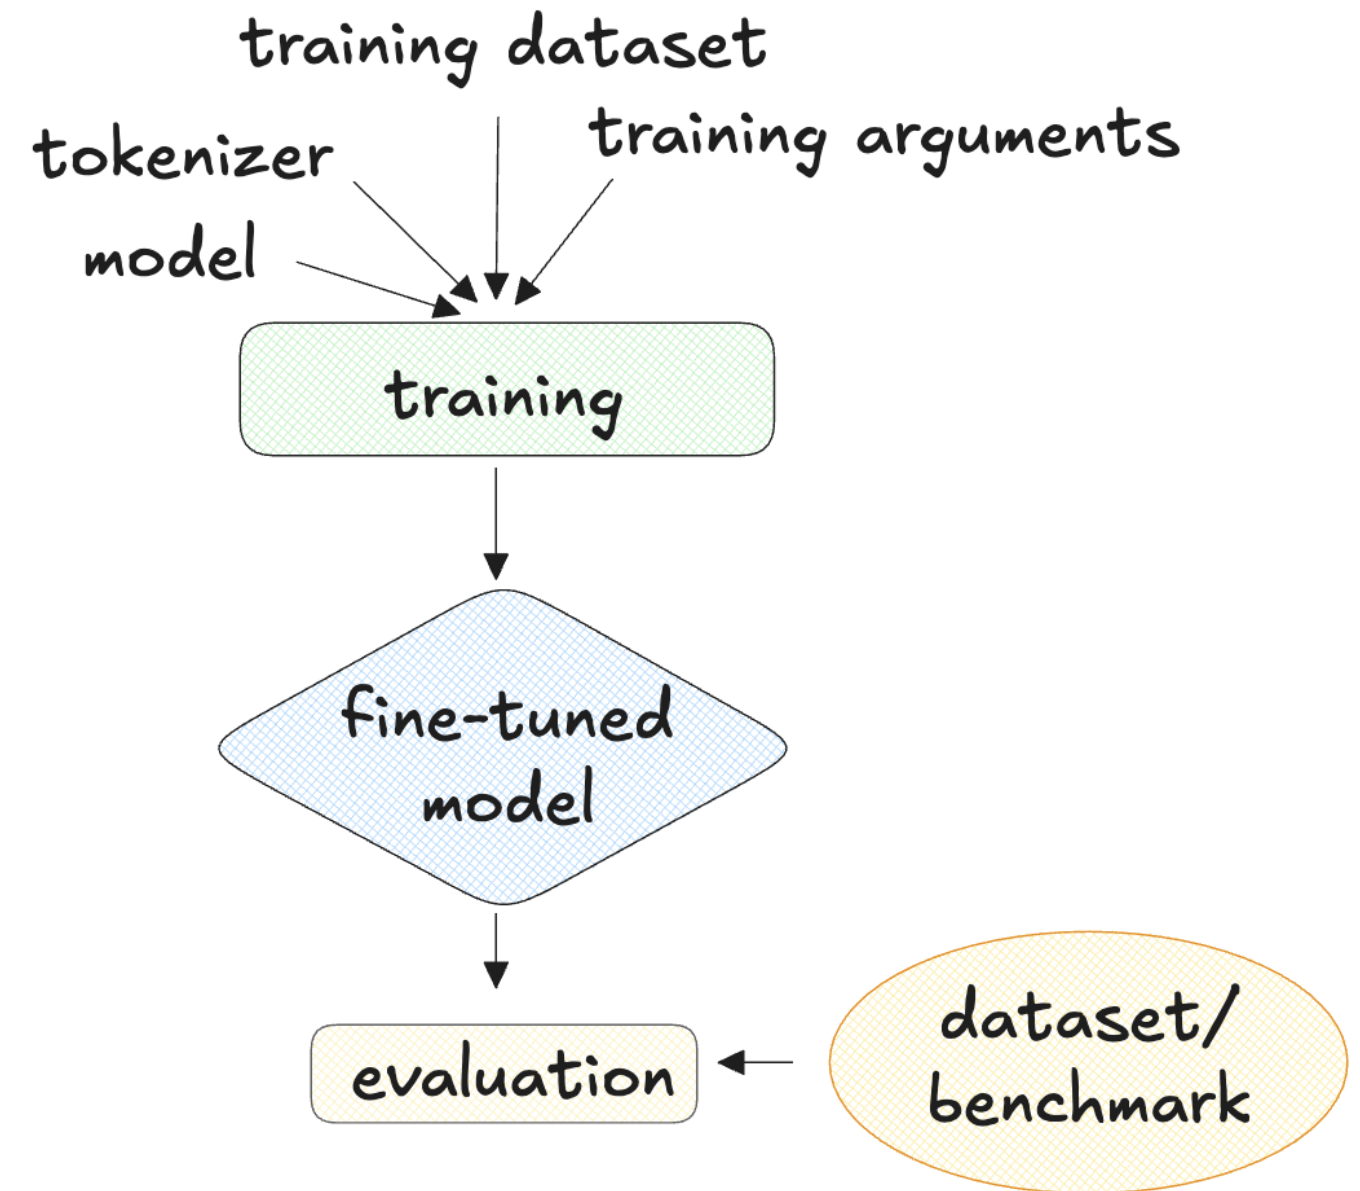 training dataset
training arguments
tokenizer
model
training
fine-tuned
model
evaluation
dataset/
benchmark